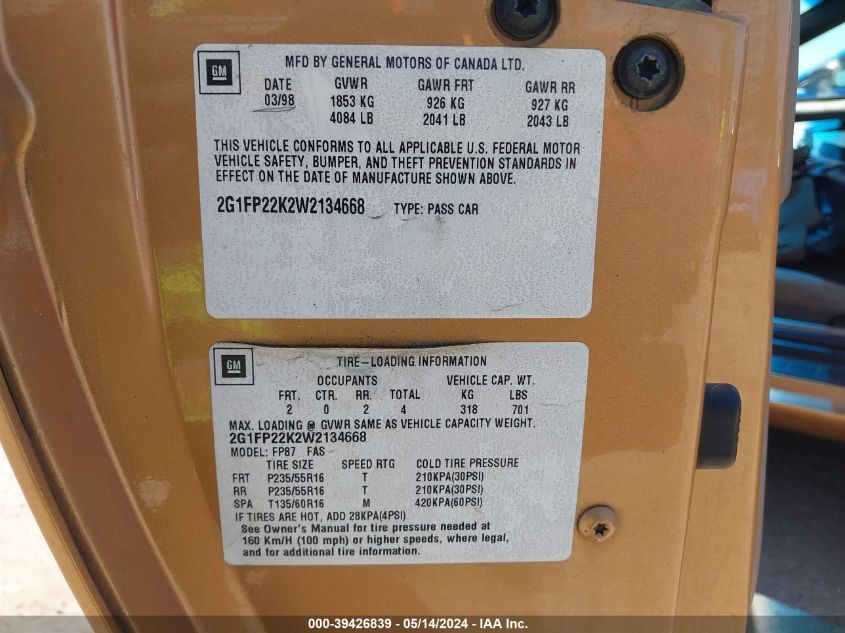 GM
MFD BY GENERAL MOTORS OF CANADA LTD.
DATE GVWR GAWR FRT GAWR RR
03/98 1853 KG 926 KG 927 KG
4084 LB 2041 LB 2043 LB
THIS VEHICLE CONFORMS TO ALL APPLICABLE U.S. FEDERAL MOTOR
VEHICLE SAFETY, BUMPER, AND THEFT PREVENTION STANDARDS IN
EFFECT ON THE DATE OF MANUFACTURE SHOWN ABOVE.
2G1FP22K2W2134668 TYPE: PASS CAR
GM
TIRE-LOADING INFORMATION
OCCUPANTS VEHICLE CAP. WT.
FRT. CTR. RR. TOTAL KG LBS
2 0 2 4 318 701
MAX. LOADING @ GVWR SAME AS VEHICLE CAPACITY WEIGHT.
2G1FP22K2W2134668
MODEL: FP87 FAS
TIRE SIZE SPEED RTG COLD TIRE PRESSURE
FRT P235/55R16 T 210KPA(30PSI)
RR P235/55R16 T 210KPA(30PSI)
SPA T135/60R16 M 420KPA(60PSI)
IF TIRES ARE HOT, ADD 28KPA(4PSI)
See Owner's Manual for tire pressure needed at
160 Km/H (100 mph) or higher speeds, where legal,
and for additional tire information.
000-39426839 - 05/14/2024 - IAA Inc.